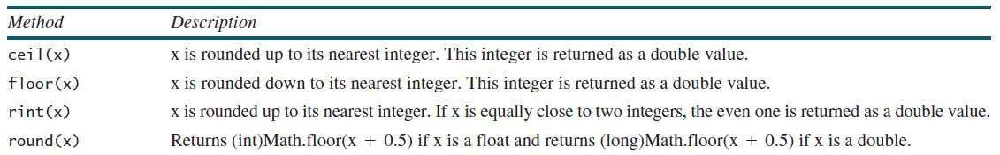 Method Description
ceil(x) x is rounded up to its nearest integer. This integer is returned as a double value.
floor(x) x is rounded down to its nearest integer. This integer is returned as a double value.
rint(x) x is rounded up to its nearest integer. If x is equally close to two integers, the even one is returned as a double value.
round(x) Returns (int)Math.floor(x + 0.5) if x is a float and returns (long)Math.floor(x + 0.5) if x is a double.